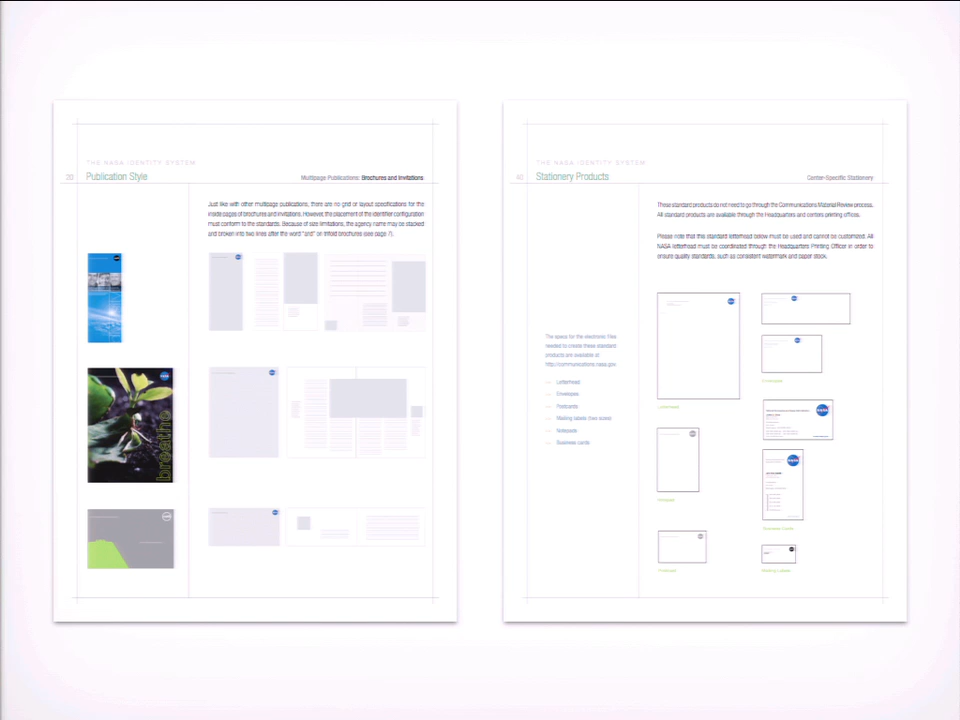 THE NASA IDENTITY SYSTEM
20 Publication Style
Multipage Publications: Brochures and Invitations
Just like with other multipage publications, there are no grid or layout specifications for the
inside pages of brochures and invitations. However, the placement of the identifier configuration
must conform to the standards. Because of size limitations, the agency name may be stacked
and broken into two lines after the word "and" on trifold brochures (see page 7).
breathe
THE NASA IDENTITY SYSTEM
40 Stationery Products
Center-Specific Stationery
These standard products do not need to go through the Communications Material Review process.
All standard products are available through the Headquarters and centers printing offices.
Please note that this standard letterhead below must be used and cannot be customized. All
NASA letterhead must be coordinated through the Headquarters Printing Officer in order to
ensure quality standards, such as consistent watermark and paper stock.
The specs for the electronic files
needed to create these standard
products are available at
http://communications.nasa.gov
— Letterhead
— Envelopes
— Postcards
— Mailing labels (two sizes)
— Notepads
— Business cards
Letterhead
Envelopes
Notepad
Business Cards
Postcard
Mailing Labels